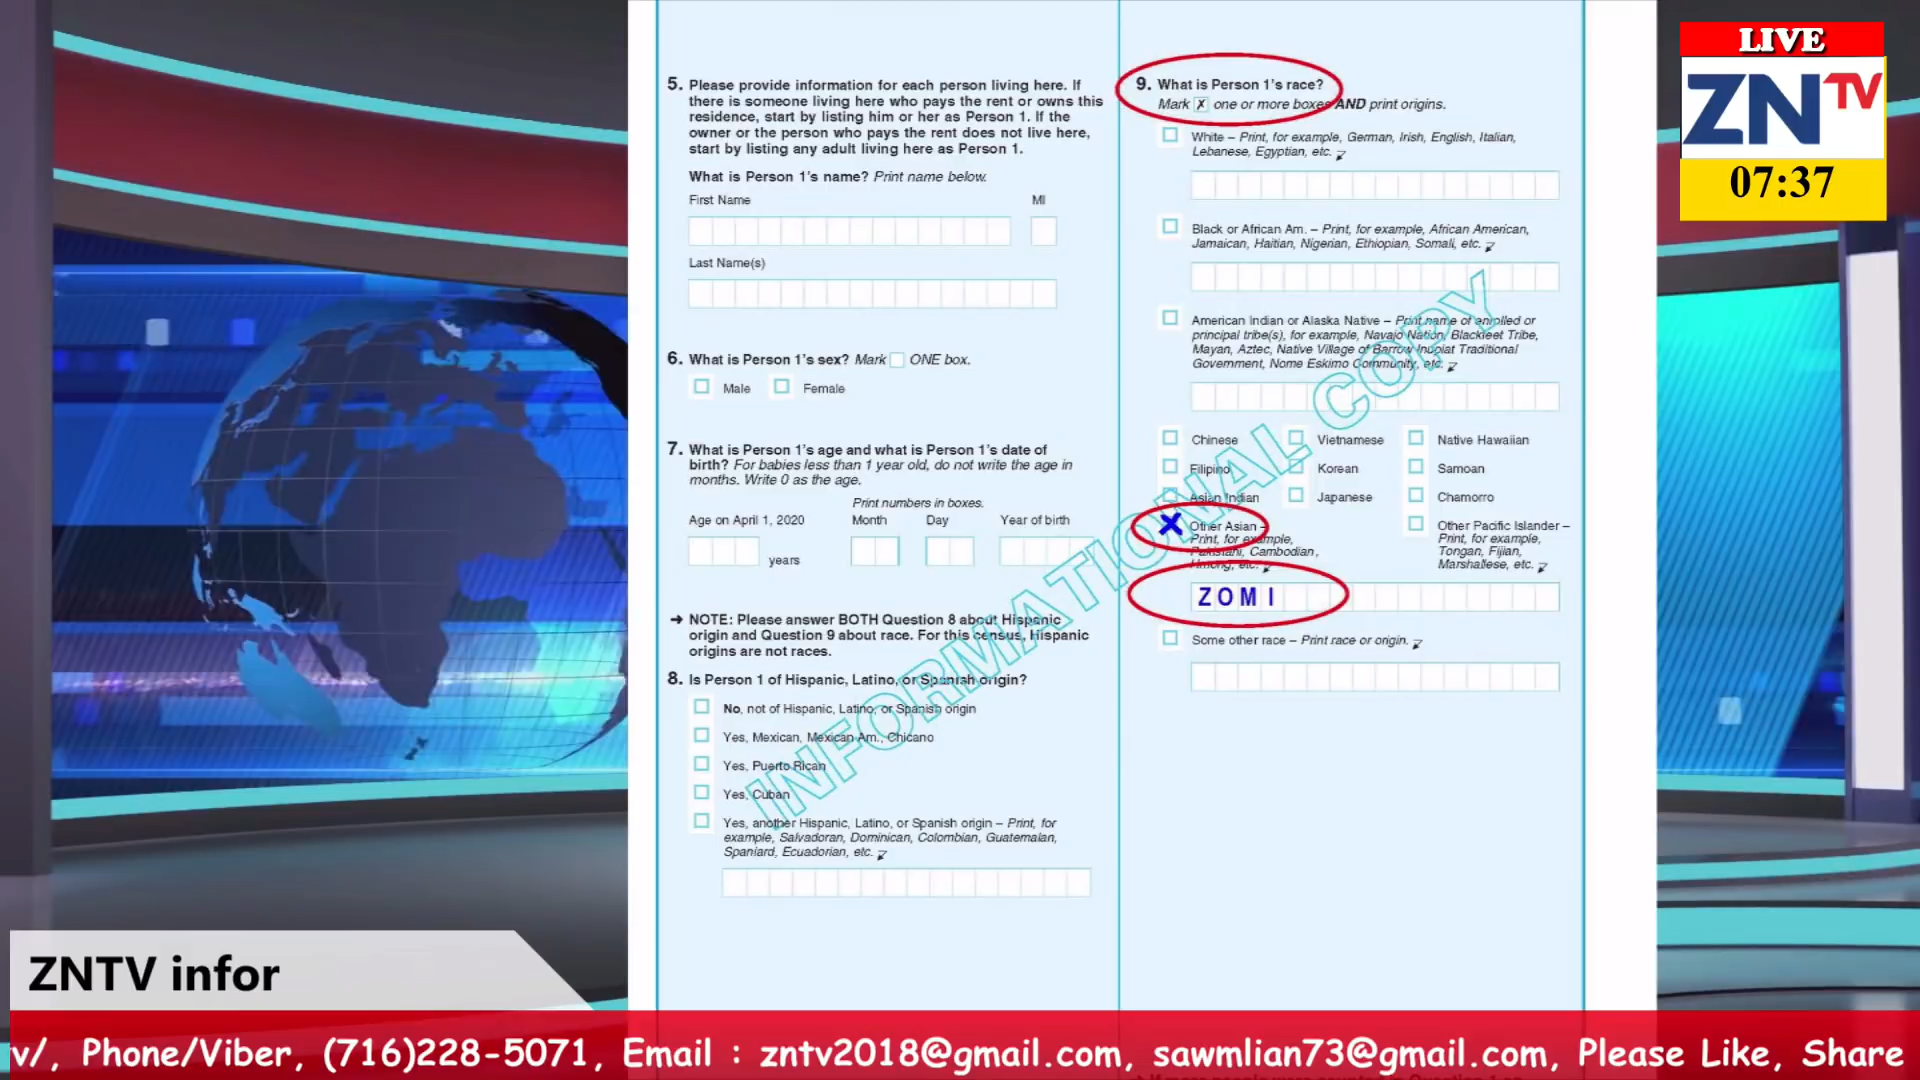 5. Please provide information for each person living here. If
there is someone living here who pays the rent or owns this
residence, start by listing him or her as Person 1. If the
owner or the person who pays the rent does not live here,
start by listing any adult living here as Person 1.
What is Person 1's name? Print name below.
First Name MI
Last Name(s)
6. What is Person 1's sex? Mark ONE box.
Male Female
7. What is Person 1's age and what is Person 1's date of
birth? For babies less than 1 year old, do not write the age in
months. Write 0 as the age.
Print numbers in boxes.
Age on April 1, 2020 Month Day Year of birth
years
→ NOTE: Please answer BOTH Question 8 about Hispanic
origin and Question 9 about race. For this census, Hispanic
origins are not races.
8. Is Person 1 of Hispanic, Latino, or Spanish origin?
No, not of Hispanic, Latino, or Spanish origin
Yes, Mexican, Mexican Am., Chicano
Yes, Puerto Rican
Yes, Cuban
Yes, another Hispanic, Latino, or Spanish origin – Print, for
example, Salvadoran, Dominican, Colombian, Guatemalan,
Spaniard, Ecuadorian, etc.
9. What is Person 1's race?
Mark X one or more boxes AND print origins.
White – Print, for example, German, Irish, English, Italian,
Lebanese, Egyptian, etc.
Black or African Am. – Print, for example, African American,
Jamaican, Haitian, Nigerian, Ethiopian, Somali, etc.
American Indian or Alaska Native – Print name of enrolled or
principal tribe(s), for example, Navajo Nation, Blackfeet Tribe,
Mayan, Aztec, Native Village of Barrow Inupiat Traditional
Government, Nome Eskimo Community, etc.
Chinese Vietnamese Native Hawaiian
Filipino Korean Samoan
Asian Indian Japanese Chamorro
X Other Asian –
Print, for example,
Pakistani, Cambodian,
Hmong, etc.
Other Pacific Islander –
Print, for example,
Tongan, Fijian,
Marshallese, etc.
ZOMI
Some other race – Print race or origin.
INFORMATIONAL COPY
LIVE
ZNTV
07:37
ZNTV infor
v/, Phone/Viber, (716)228-5071, Email : zntv2018@gmail.com, sawmlian73@gmail.com, Please Like, Share